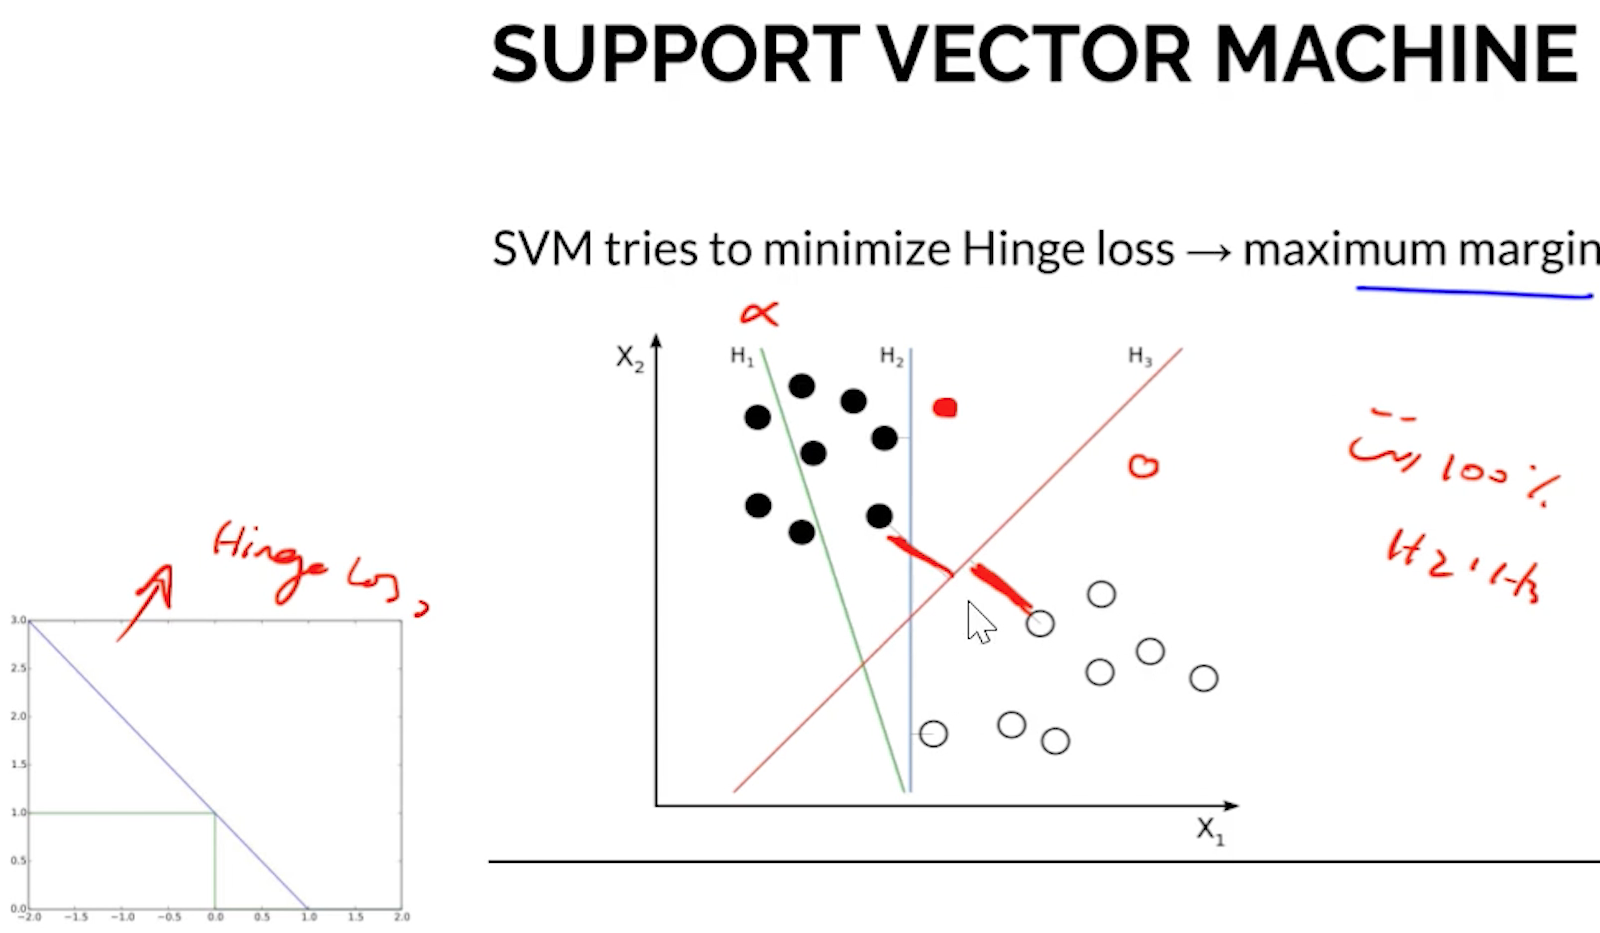 SUPPORT VECTOR MACHINE
SVM tries to minimize Hinge loss → maximum margin
∝
X₂
H₁
H₂
H₃
100%
H2, H3
Hinge Loss
3.0
2.5
2.0
1.5
1.0
0.5
0.0
−2.0 −1.5 −1.0 −0.5 0.0 0.5 1.0 1.5 2.0
X₁